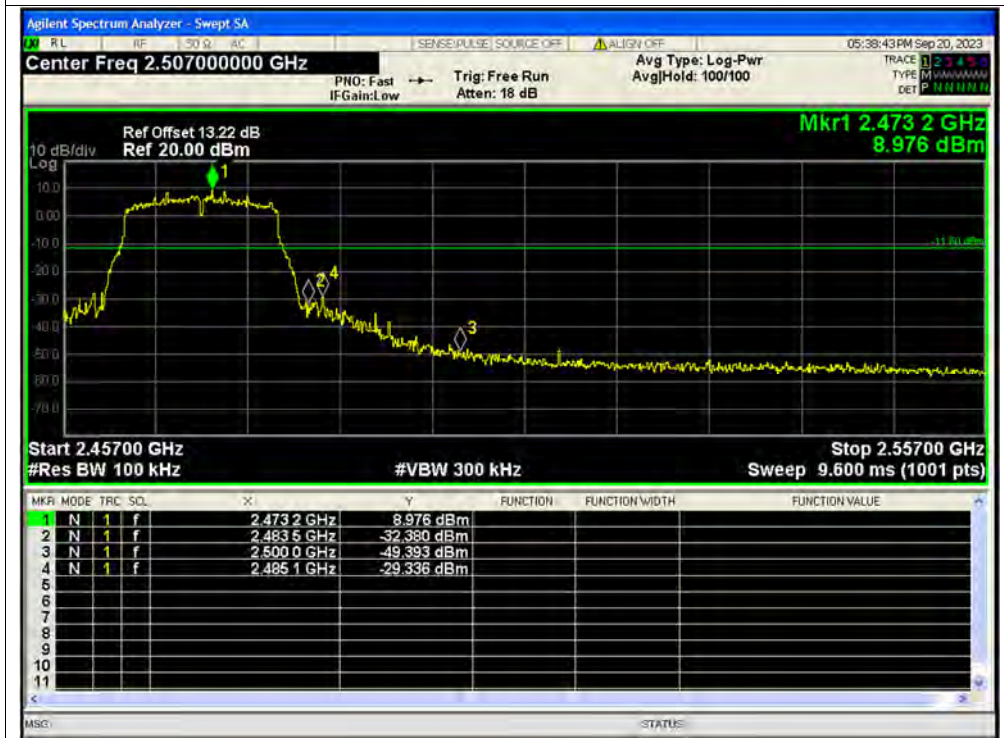 Agilent Spectrum Analyzer - Swept SA
RL RF 50 Ω AC SENSE:PULSE SOURCE OFF ALIGN OFF 05:38:43 PM Sep 20, 2023
Center Freq 2.507000000 GHz
PNO: Fast
IFGain:Low
Trig: Free Run
Atten: 18 dB
Avg Type: Log-Pwr
Avg|Hold: 100/100
TRACE 1 2 3 4 5 6
TYPE M
DET P N N N N N
Mkr1 2.473 2 GHz
8.976 dBm
Ref Offset 13.22 dB
10 dB/div Ref 20.00 dBm
Log
1
10.0
0.00
-10.0
-20.0
2 4
-30.0
-40.0
3
-50.0
-60.0
-70.0
Start 2.45700 GHz Stop 2.55700 GHz
#Res BW 100 kHz #VBW 300 kHz Sweep 9.600 ms (1001 pts)
MKR MODE TRC SCL X Y FUNCTION FUNCTION WIDTH FUNCTION VALUE
1 N 1 f 2.473 2 GHz 8.976 dBm
2 N 1 f 2.483 5 GHz -32.380 dBm
3 N 1 f 2.500 0 GHz -49.393 dBm
4 N 1 f 2.485 1 GHz -29.336 dBm
5
6
7
8
9
10
11
MSG STATUS